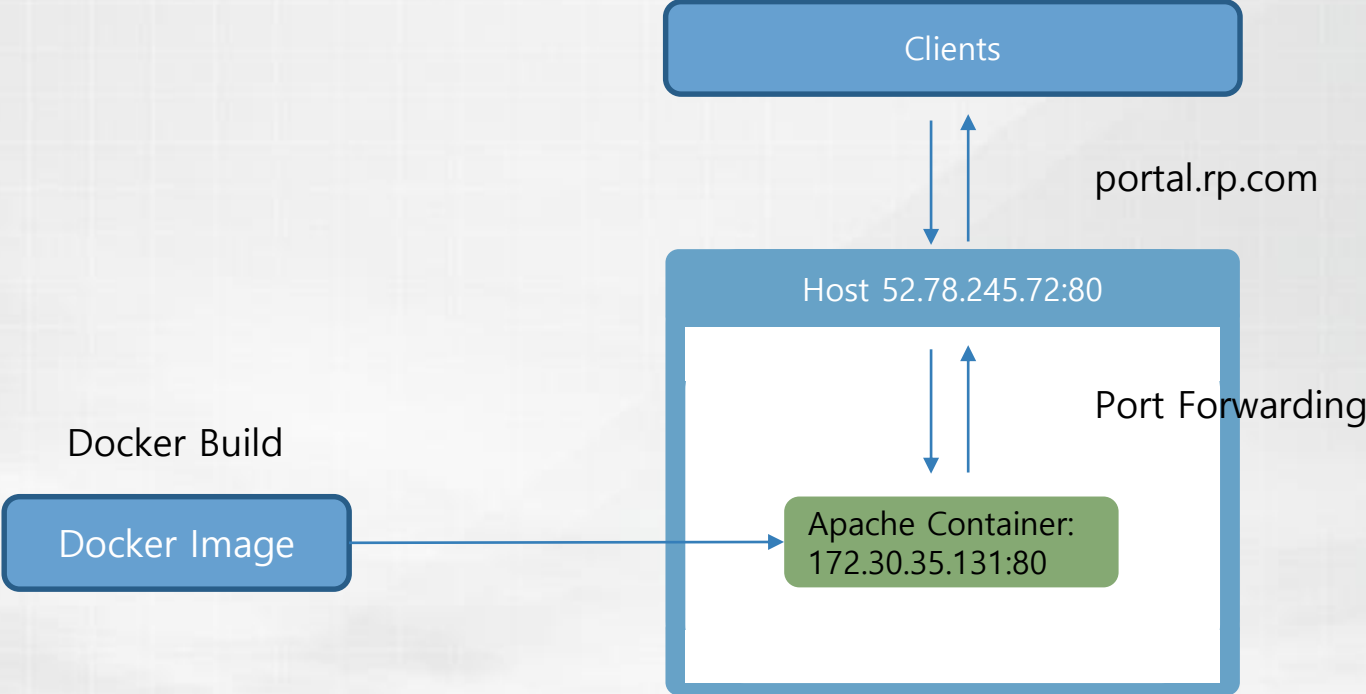 Clients
portal.rp.com
Host 52.78.245.72:80
Port Forwarding
Docker Build
Docker Image
Apache Container:
172.30.35.131:80